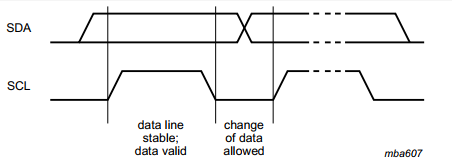 SDA
SCL
data line
stable;
data valid
change
of data
allowed
mba607